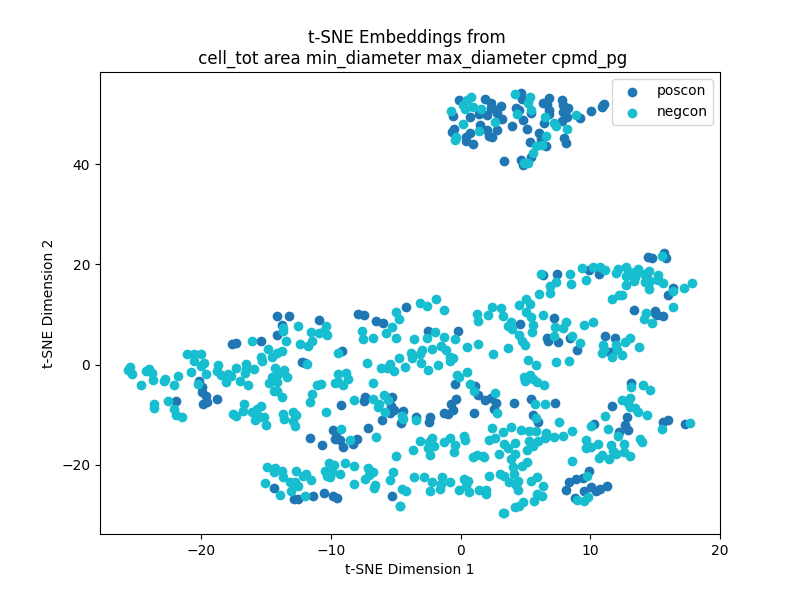 t-SNE Embeddings from
cell_tot area min_diameter max_diameter cpmd_pg
poscon
negcon
40
20
0
−20
t-SNE Dimension 2
−20
−10
0
10
20
t-SNE Dimension 1